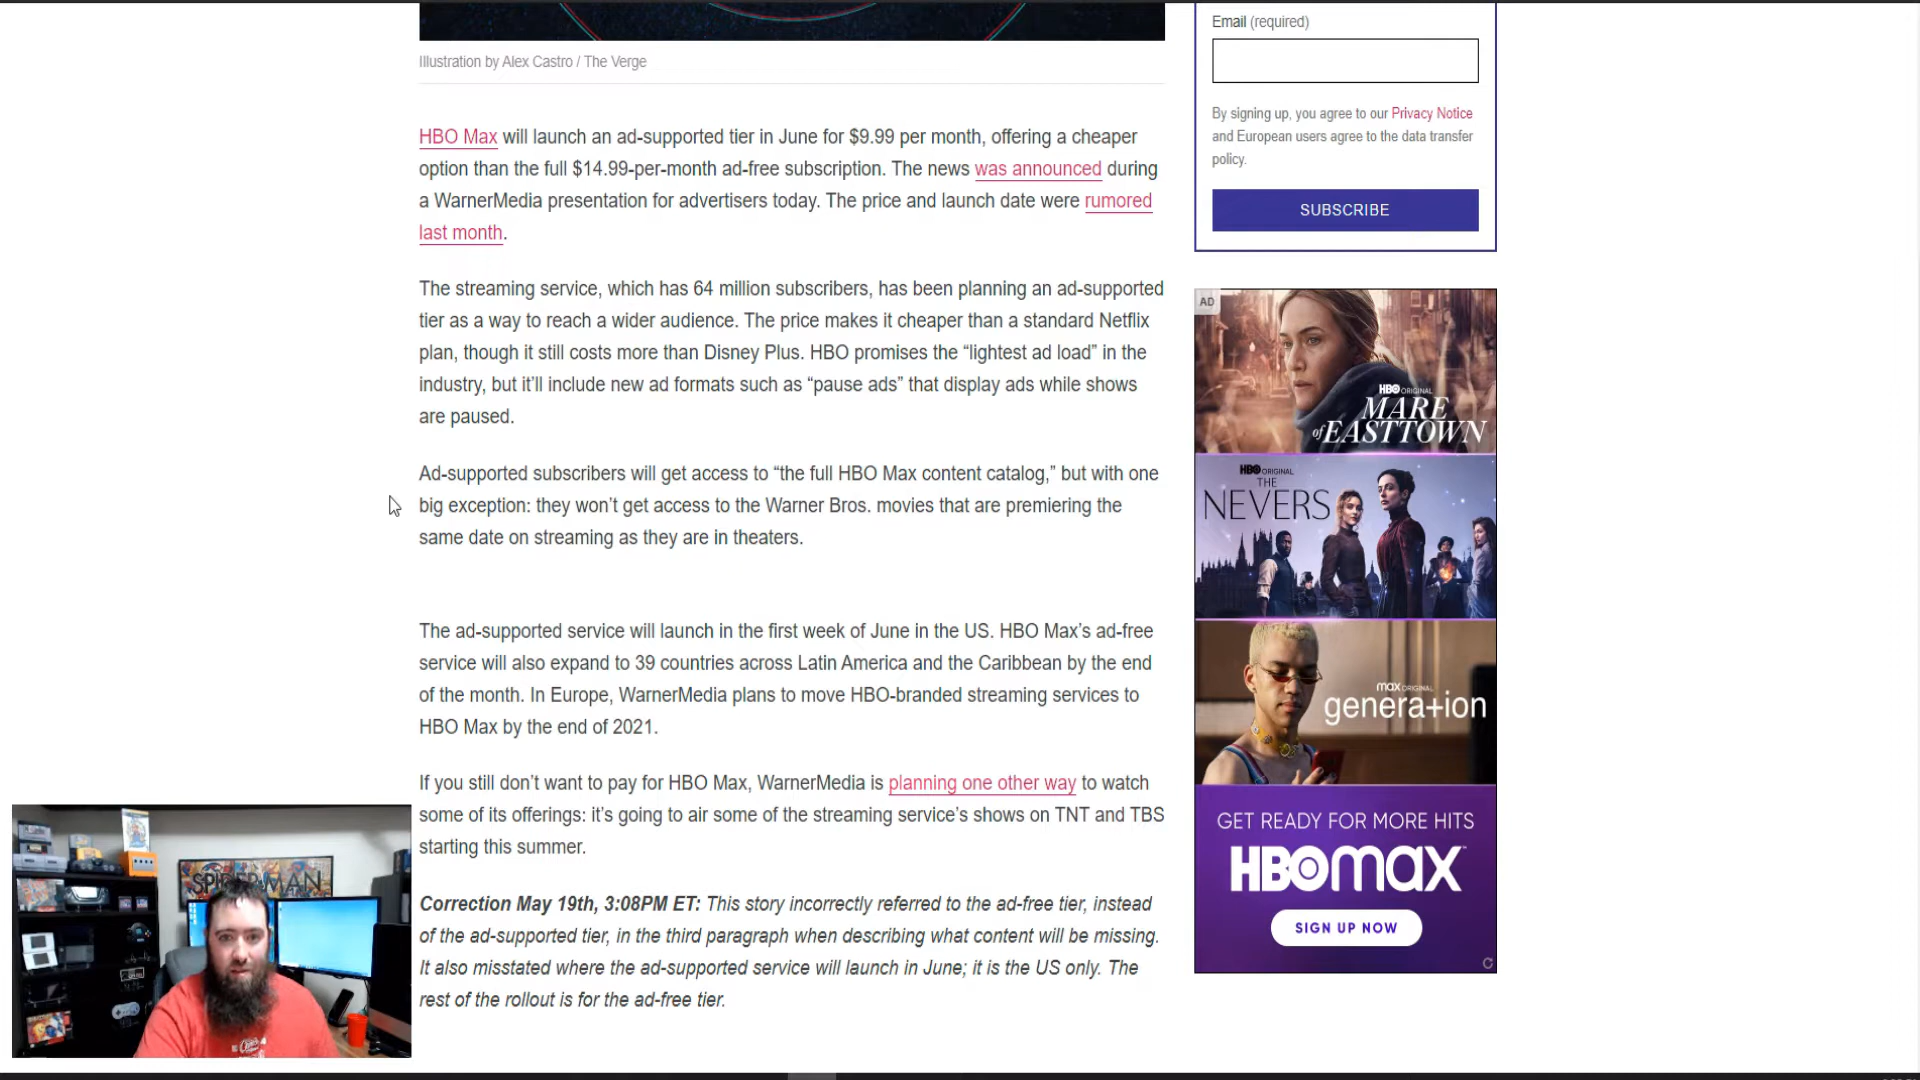 Illustration by Alex Castro / The Verge
HBO Max will launch an ad-supported tier in June for $9.99 per month, offering a cheaper
option than the full $14.99-per-month ad-free subscription. The news was announced during
a WarnerMedia presentation for advertisers today. The price and launch date were rumored
last month.
The streaming service, which has 64 million subscribers, has been planning an ad-supported
tier as a way to reach a wider audience. The price makes it cheaper than a standard Netflix
plan, though it still costs more than Disney Plus. HBO promises the “lightest ad load” in the
industry, but it’ll include new ad formats such as “pause ads” that display ads while shows
are paused.
Ad-supported subscribers will get access to “the full HBO Max content catalog,” but with one
big exception: they won’t get access to the Warner Bros. movies that are premiering the
same date on streaming as they are in theaters.
The ad-supported service will launch in the first week of June in the US. HBO Max’s ad-free
service will also expand to 39 countries across Latin America and the Caribbean by the end
of the month. In Europe, WarnerMedia plans to move HBO-branded streaming services to
HBO Max by the end of 2021.
If you still don’t want to pay for HBO Max, WarnerMedia is planning one other way to watch
some of its offerings: it’s going to air some of the streaming service’s shows on TNT and TBS
starting this summer.
Correction May 19th, 3:08PM ET: This story incorrectly referred to the ad-free tier, instead
of the ad-supported tier, in the third paragraph when describing what content will be missing.
It also misstated where the ad-supported service will launch in June; it is the US only. The
rest of the rollout is for the ad-free tier.
Email (required)
By signing up, you agree to our Privacy Notice
and European users agree to the data transfer
policy.
SUBSCRIBE
AD
HBO ORIGINAL
MARE
of EASTTOWN
HBO ORIGINAL
THE
NEVERS
max ORIGINAL
genera+ion
GET READY FOR MORE HITS
HBOmax
SIGN UP NOW
SPIDER-MAN